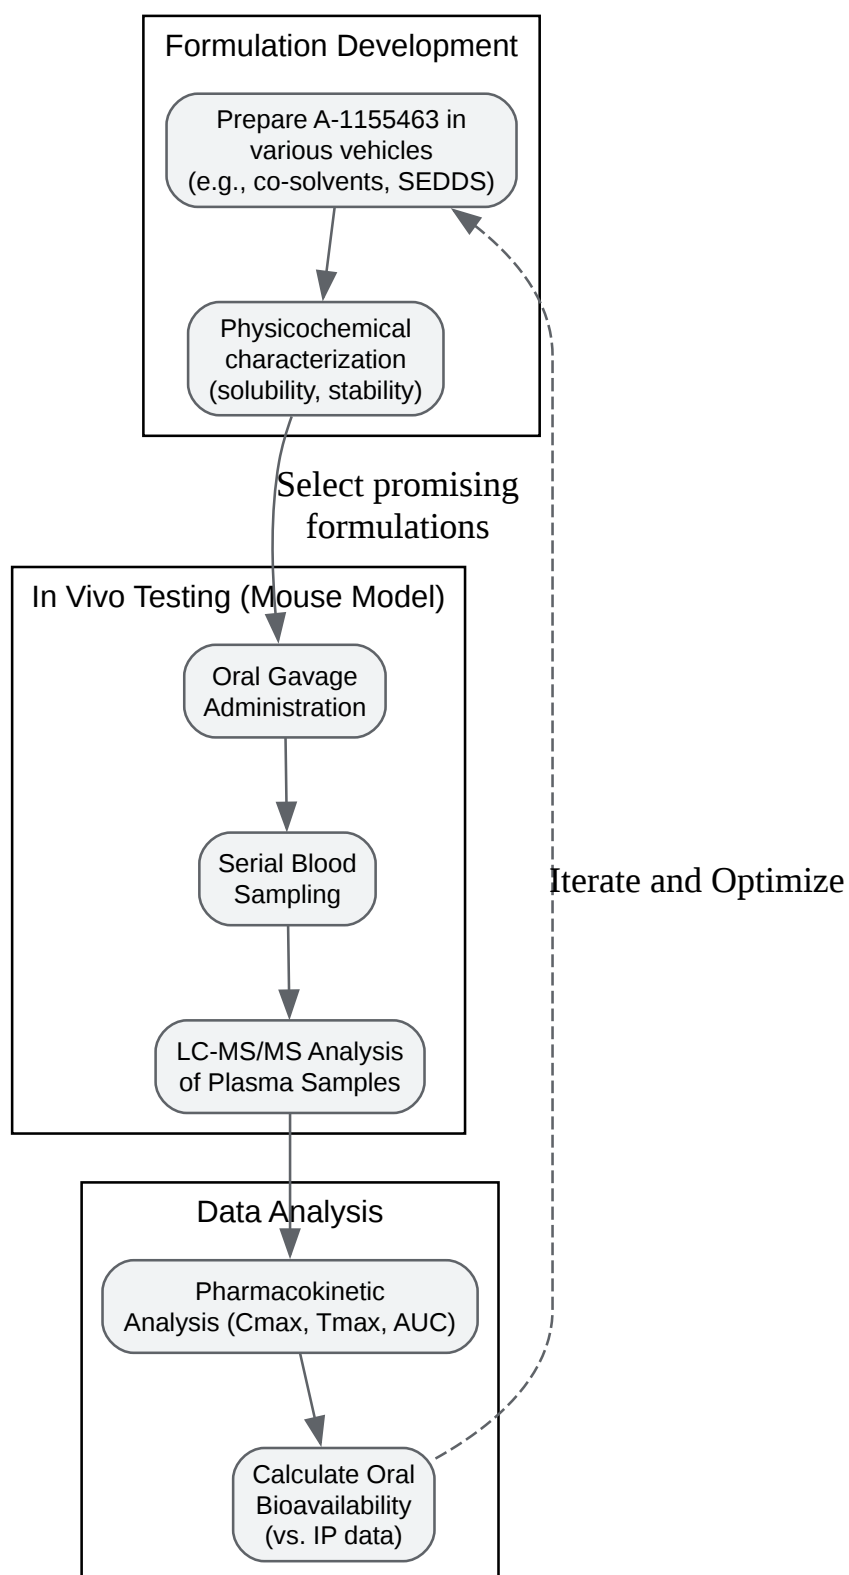 Formulation Development
Prepare A-1155463 in
various vehicles
(e.g., co-solvents, SEDDS)
Physicochemical
characterization
(solubility, stability)
Select promising
formulations
In Vivo Testing (Mouse Model)
Oral Gavage
Administration
Serial Blood
Sampling
Iterate and Optimize
LC-MS/MS Analysis
of Plasma Samples
Data Analysis
Pharmacokinetic
Analysis (Cmax, Tmax, AUC)
Calculate Oral
Bioavailability
(vs. IP data)